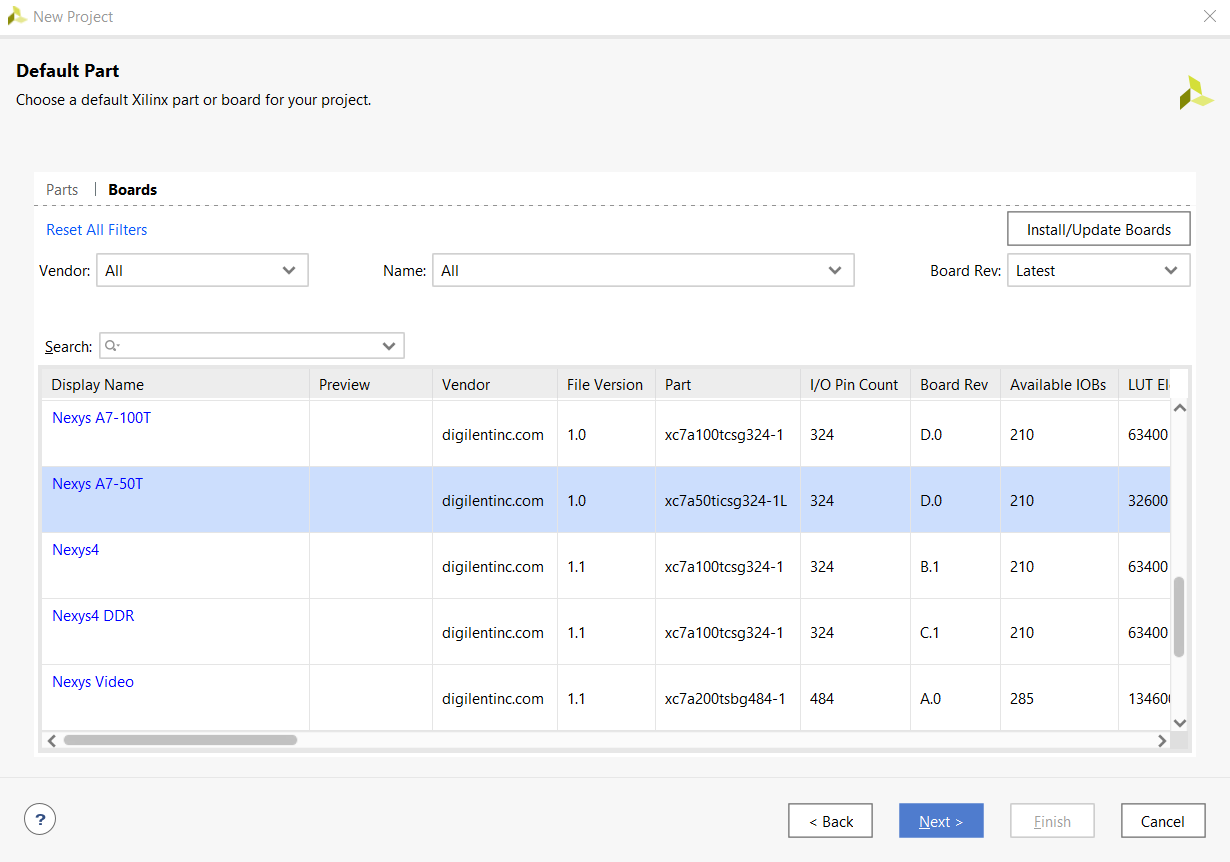 New Project
Default Part
Choose a default Xilinx part or board for your project.
Parts | Boards
Reset All Filters
Install/Update Boards
Vendor: All Name: All Board Rev: Latest
Search:
Display Name Preview Vendor File Version Part I/O Pin Count Board Rev Available IOBs LUT El
Nexys A7-100T digilentinc.com 1.0 xc7a100tcsg324-1 324 D.0 210 63400
Nexys A7-50T digilentinc.com 1.0 xc7a50ticsg324-1L 324 D.0 210 32600
Nexys4 digilentinc.com 1.1 xc7a100tcsg324-1 324 B.1 210 63400
Nexys4 DDR digilentinc.com 1.1 xc7a100tcsg324-1 324 C.1 210 63400
Nexys Video digilentinc.com 1.1 xc7a200tsbg484-1 484 A.0 285 134600
? < Back Next > Finish Cancel